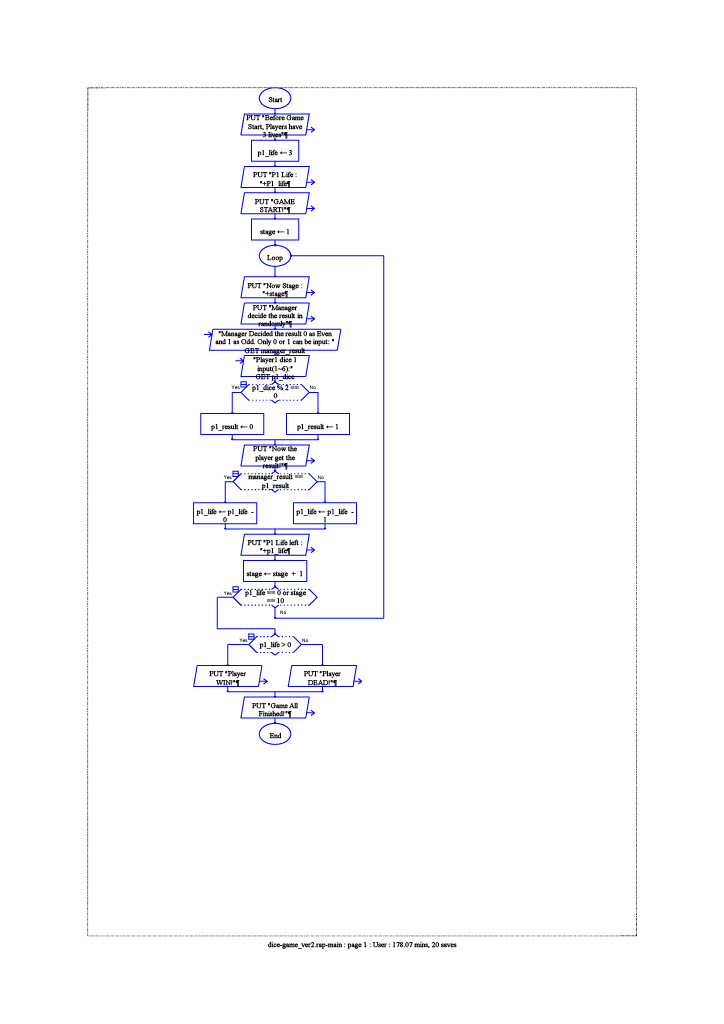 Start
PUT "Before Game
Start, Players have
3 lives"¶
p1_life ← 3
PUT "P1 Life :
"+P1_life¶
PUT "GAME
START!"¶
stage ← 1
Loop
PUT "Now Stage :
"+stage¶
PUT "Manager
decide the result in
randomly"¶
"Manager Decided the result 0 as Even
and 1 as Odd. Only 0 or 1 can be input: "
GET manager_result
"Player1 dice 1
input(1~6):"
GET p1_dice
Yes
p1_dice % 2 ==
0
No
p1_result ← 0
p1_result ← 1
PUT "Now the
player get the
result!"¶
Yes
manager_result ==
p1_result
No
p1_life ← p1_life -
0
p1_life ← p1_life -
1
PUT "P1 Life left :
"+p1_life¶
stage ← stage + 1
Yes
p1_life == 0 or stage
== 10
No
Yes
p1_life > 0
No
PUT "Player
WIN!"¶
PUT "Player
DEAD!"¶
PUT "Game All
Finished!"¶
End
dice-game_ver2.rap-main : page 1 : User : 178.07 mins, 20 saves